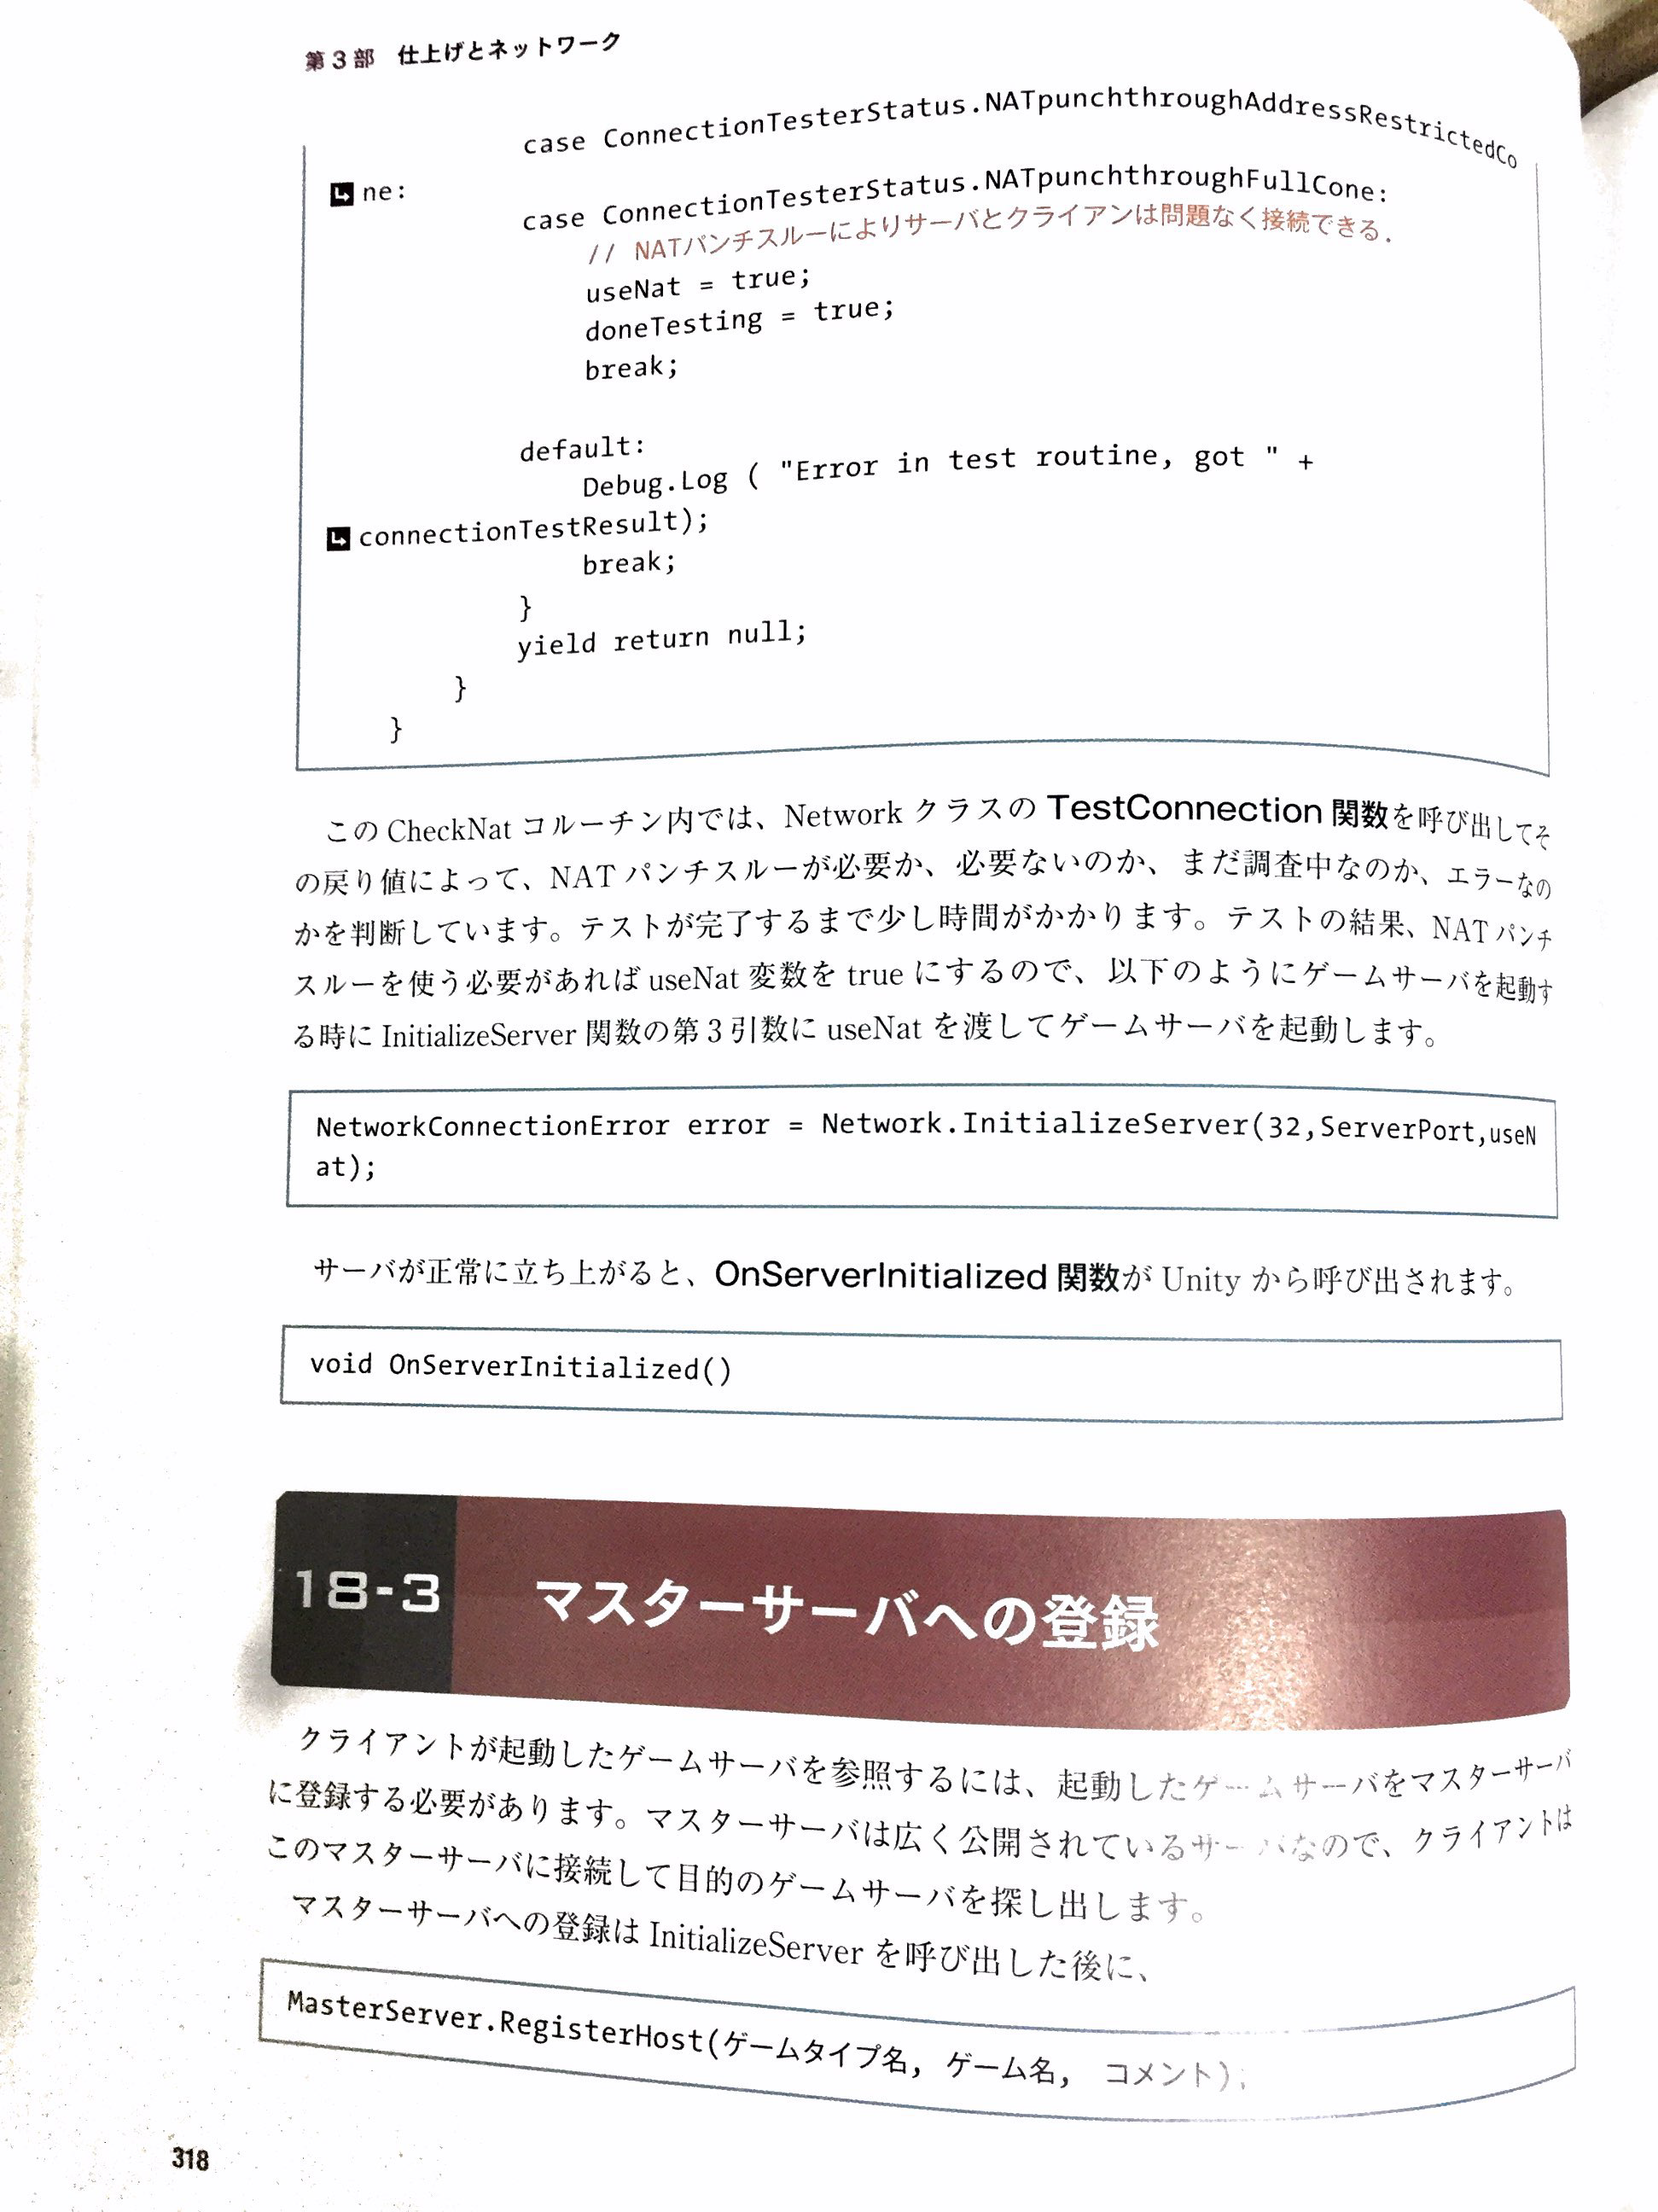 第3部 仕上げとネットワーク
case ConnectionTesterStatus.NATpunchthroughAddressRestrictedCo
ne:
case ConnectionTesterStatus.NATpunchthroughFullCone:
// NATパンチスルーによりサーバとクライアンは問題なく接続できる.
useNat = true;
doneTesting = true;
break;
default:
Debug.Log ( "Error in test routine, got " +
connectionTestResult);
break;
}
yield return null;
}
}
このCheckNatコルーチン内では、NetworkクラスのTestConnection関数を呼び出してそ
の戻り値によって、NATパンチスルーが必要か、必要ないのか、まだ調査中なのか、エラーなの
かを判断しています。テストが完了するまで少し時間がかかります。テストの結果、NATパンチ
スルーを使う必要があればuseNat変数をtrueにするので、以下のようにゲームサーバを起動す
る時にInitializeServer関数の第3引数にuseNatを渡してゲームサーバを起動します。
NetworkConnectionError error = Network.InitializeServer(32,ServerPort,useN
at);
サーバが正常に立ち上がると、OnServerInitialized関数がUnityから呼び出されます。
void OnServerInitialized()
18-3 マスターサーバへの登録
クライアントが起動したゲームサーバを参照するには、起動したゲームサーバをマスターサーバ
に登録する必要があります。マスターサーバは広く公開されているサーバなので、クライアントは
このマスターサーバに接続して目的のゲームサーバを探し出します。
マスターサーバへの登録はInitializeServerを呼び出した後に、
MasterServer.RegisterHost(ゲームタイプ名, ゲーム名, コメント);
318